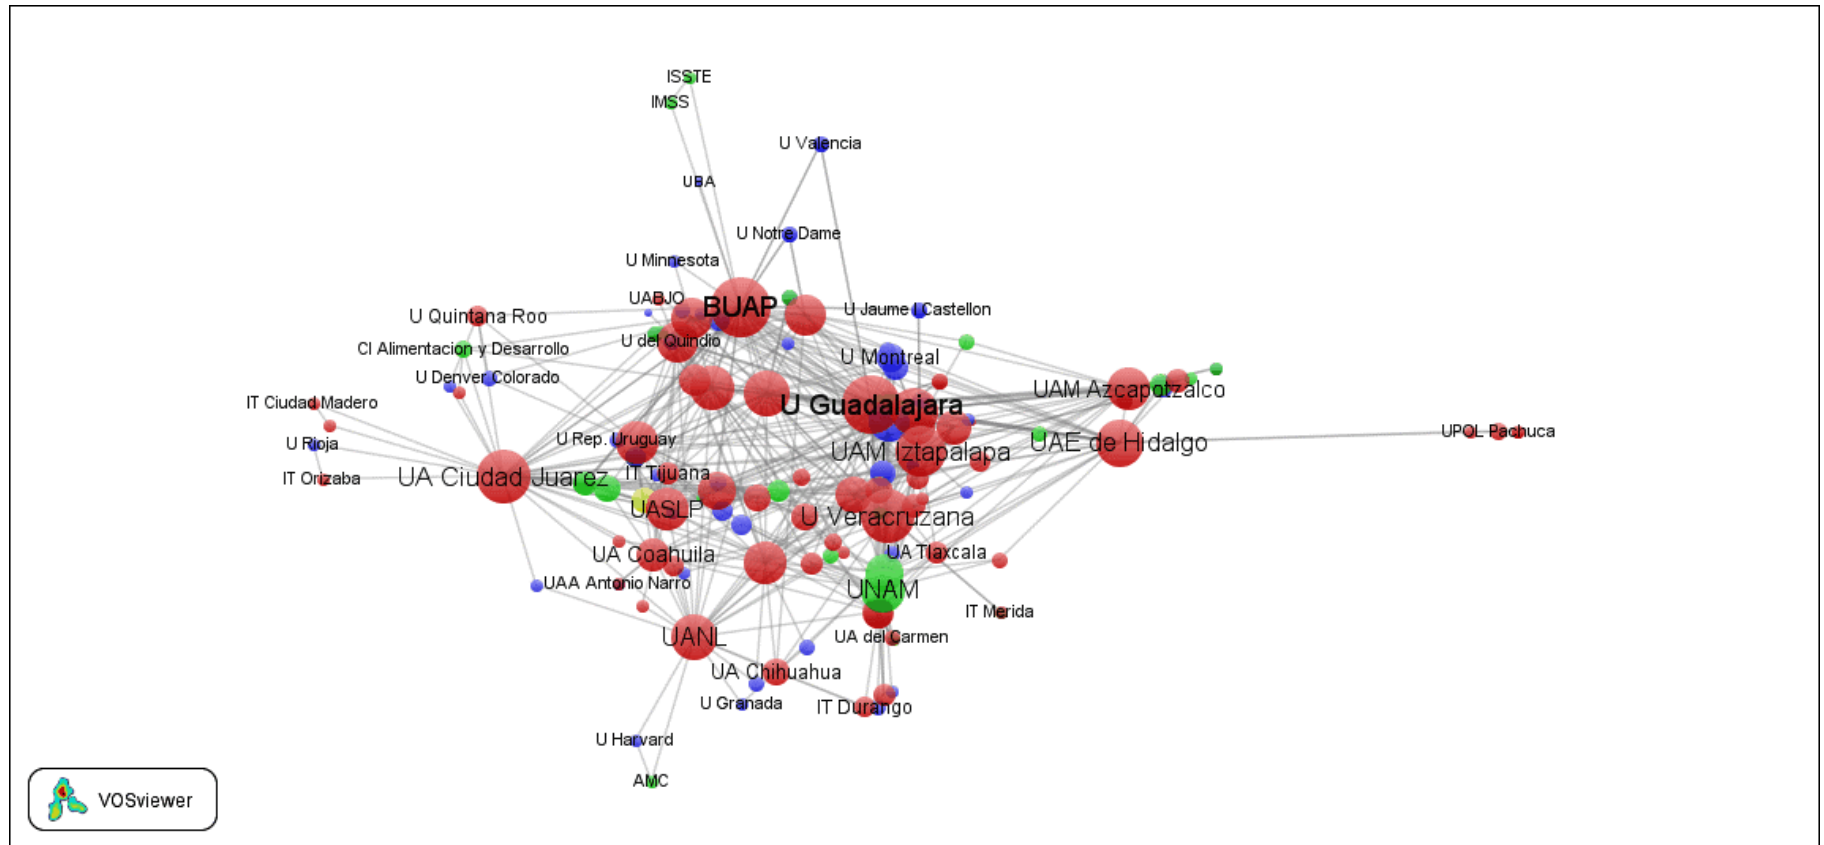 ISSTE
IMSS
U Valencia
UBA
U Notre Dame
U Minnesota
UABJO
BUAP
U Jaume I Castellon
U Quintana Roo
U del Quindio
CI Alimentacion y Desarrollo
U Montreal
U Denver Colorado
UAM Azcapotzalco
IT Ciudad Madero
U Guadalajara
UPOL Pachuca
U Rioja
U Rep. Uruguay
UAE de Hidalgo
UAM Iztapalapa
IT Orizaba
UA Ciudad Juarez
IT Tijuana
UASLP
U Veracruzana
UA Coahuila
UA Tlaxcala
UAA Antonio Narro
UNAM
IT Merida
UANL
UA del Carmen
UA Chihuahua
U Granada
IT Durango
U Harvard
AMC
VOSviewer